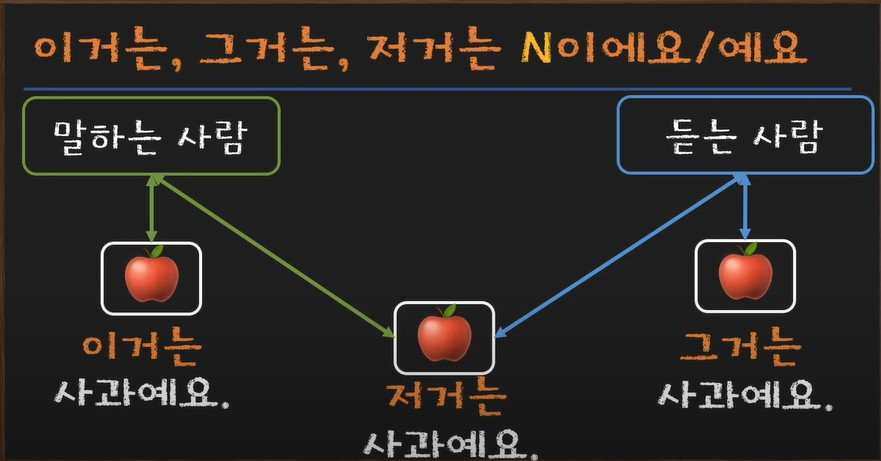 이거는, 그거는, 저거는 N이에요/예요
말하는 사람
듣는 사람
이거는
사과예요.
저거는
사과예요.
그거는
사과예요.